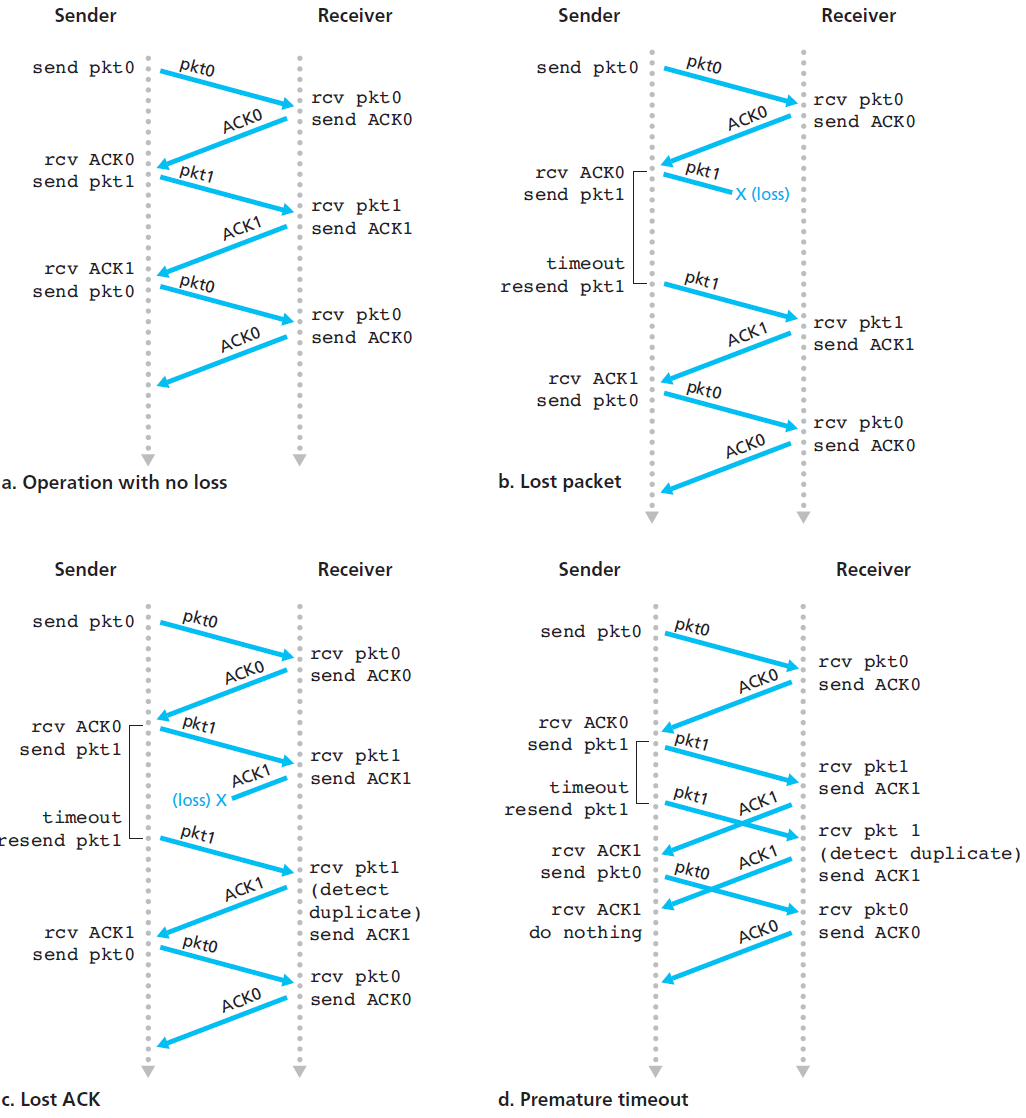 Sender
Receiver
send pkt0
pkt0
rcv pkt0
send ACK0
ACK0
rcv ACK0
send pkt1
pkt1
rcv pkt1
send ACK1
ACK1
rcv ACK1
send pkt0
pkt0
rcv pkt0
send ACK0
ACK0
a. Operation with no loss
Sender
Receiver
send pkt0
pkt0
rcv pkt0
send ACK0
ACK0
rcv ACK0
send pkt1
pkt1
X (loss)
timeout
resend pkt1
pkt1
rcv pkt1
send ACK1
ACK1
rcv ACK1
send pkt0
pkt0
rcv pkt0
send ACK0
ACK0
b. Lost packet
Sender
Receiver
send pkt0
pkt0
rcv pkt0
send ACK0
ACK0
rcv ACK0
send pkt1
pkt1
rcv pkt1
send ACK1
ACK1
(loss) X
timeout
resend pkt1
pkt1
rcv pkt1
(detect
duplicate)
send ACK1
ACK1
rcv ACK1
send pkt0
pkt0
rcv pkt0
send ACK0
ACK0
c. Lost ACK
Sender
Receiver
send pkt0
pkt0
rcv pkt0
send ACK0
ACK0
rcv ACK0
send pkt1
pkt1
rcv pkt1
send ACK1
timeout
resend pkt1
pkt1
ACK1
rcv pkt 1
(detect duplicate)
send ACK1
rcv ACK1
send pkt0
pkt0
ACK1
rcv pkt0
send ACK0
rcv ACK1
do nothing
ACK0
d. Premature timeout